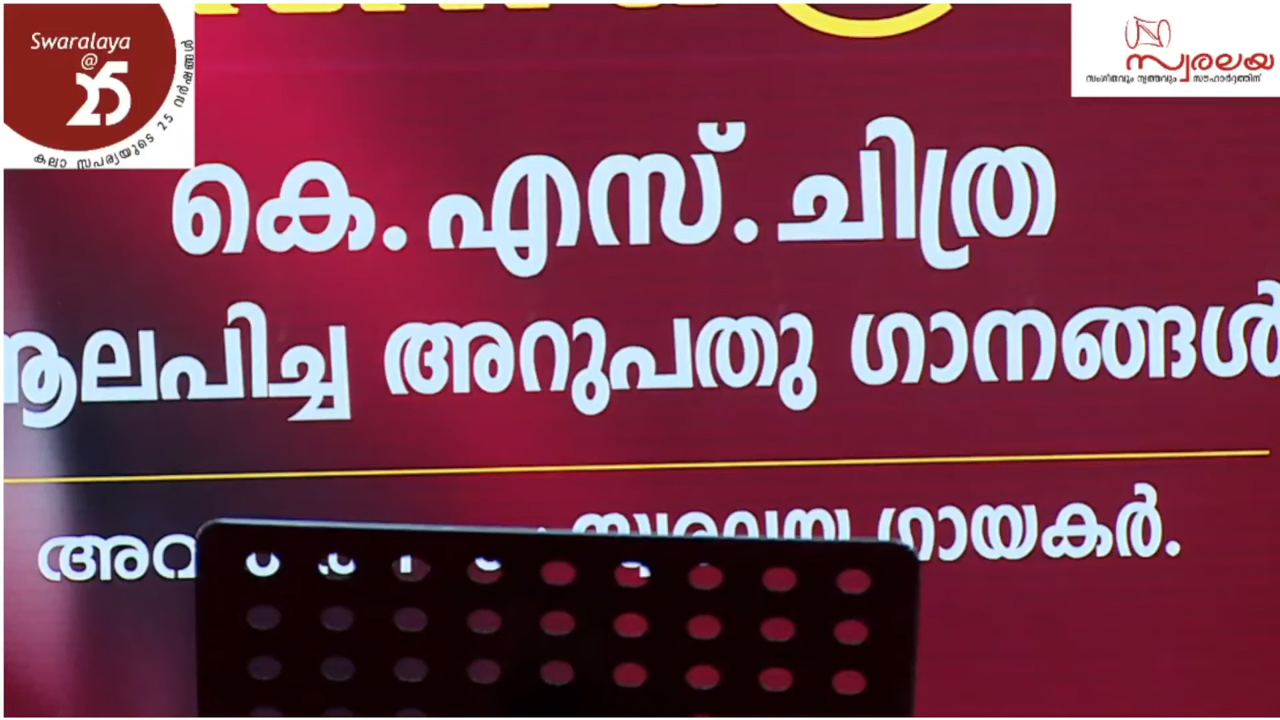 Swaralaya
@
25
കലാ സപര്യയുടെ 25 വർഷങ്ങൾ
സ്വരലയ
സംഗീതവും നൃത്തവും സൗഹാർദ്ദത്തിന്
കെ.എസ്.ചിത്ര
ആലപിച്ച അറുപതു ഗാനങ്ങൾ
സ്വരലയ ഗായകർ.